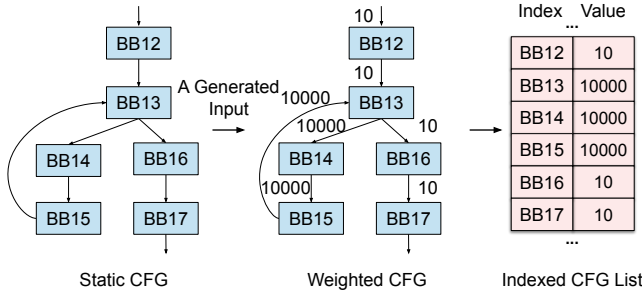 Index Value
...
10
BB12
BB12
BB12 10
10
BB13
A Generated
Input
10000
BB13
BB13 10000
10000
10
BB14
BB16
BB14
BB16
BB14 10000
BB15 10000
10000
10
BB15
BB17
BB15
BB17
BB16 10
BB17 10
...
Static CFG
Weighted CFG
Indexed CFG List